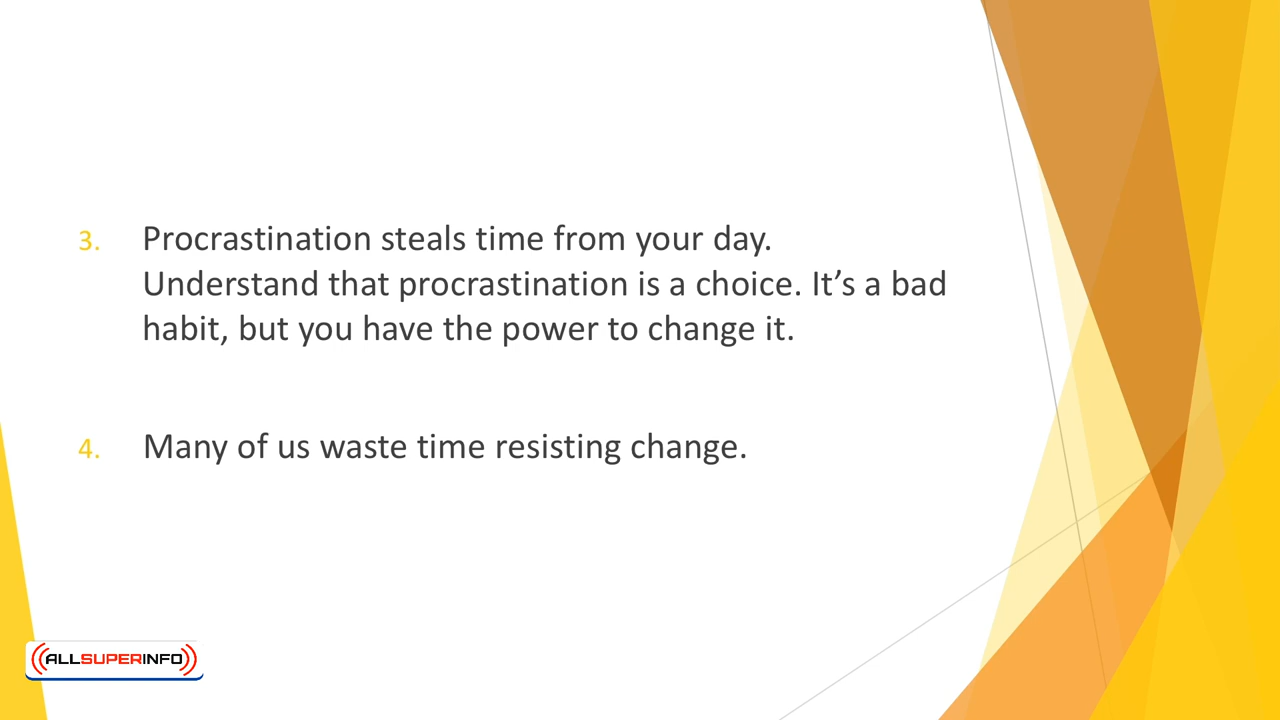 3. Procrastination steals time from your day.
Understand that procrastination is a choice. It’s a bad
habit, but you have the power to change it.
4. Many of us waste time resisting change.
ALLSUPERINFO